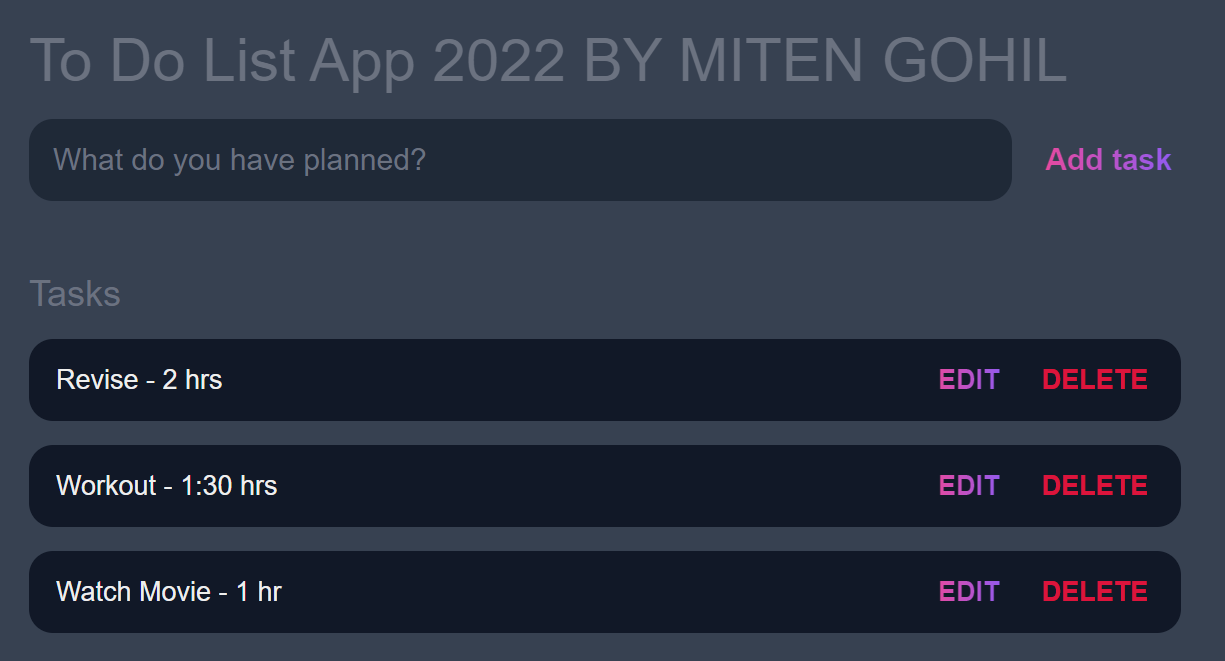 To Do List App 2022 BY MITEN GOHIL
What do you have planned? Add task
Tasks
Revise - 2 hrs EDIT DELETE
Workout - 1:30 hrs EDIT DELETE
Watch Movie - 1 hr EDIT DELETE